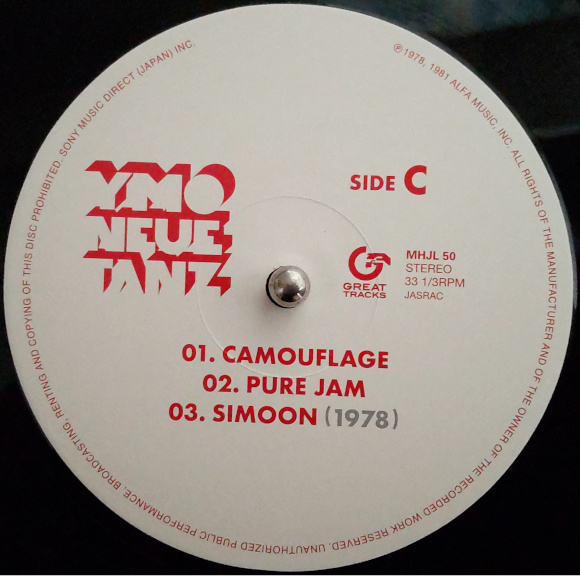 ℗1978, 1981 ALFA MUSIC, INC. ALL RIGHTS OF THE MANUFACTURER AND OF THE OWNER OF THE RECORDED WORK RESERVED. UNAUTHORIZED PUBLIC PERFORMANCE, BROADCASTING, RENTING AND COPYING OF THIS DISC PROHIBITED. SONY MUSIC DIRECT (JAPAN) INC.
YMO
NEUE
TANZ
SIDE C
GREAT
TRACKS
MHJL 50
STEREO
33 1/3RPM
JASRAC
01. CAMOUFLAGE
02. PURE JAM
03. SIMOON (1978)